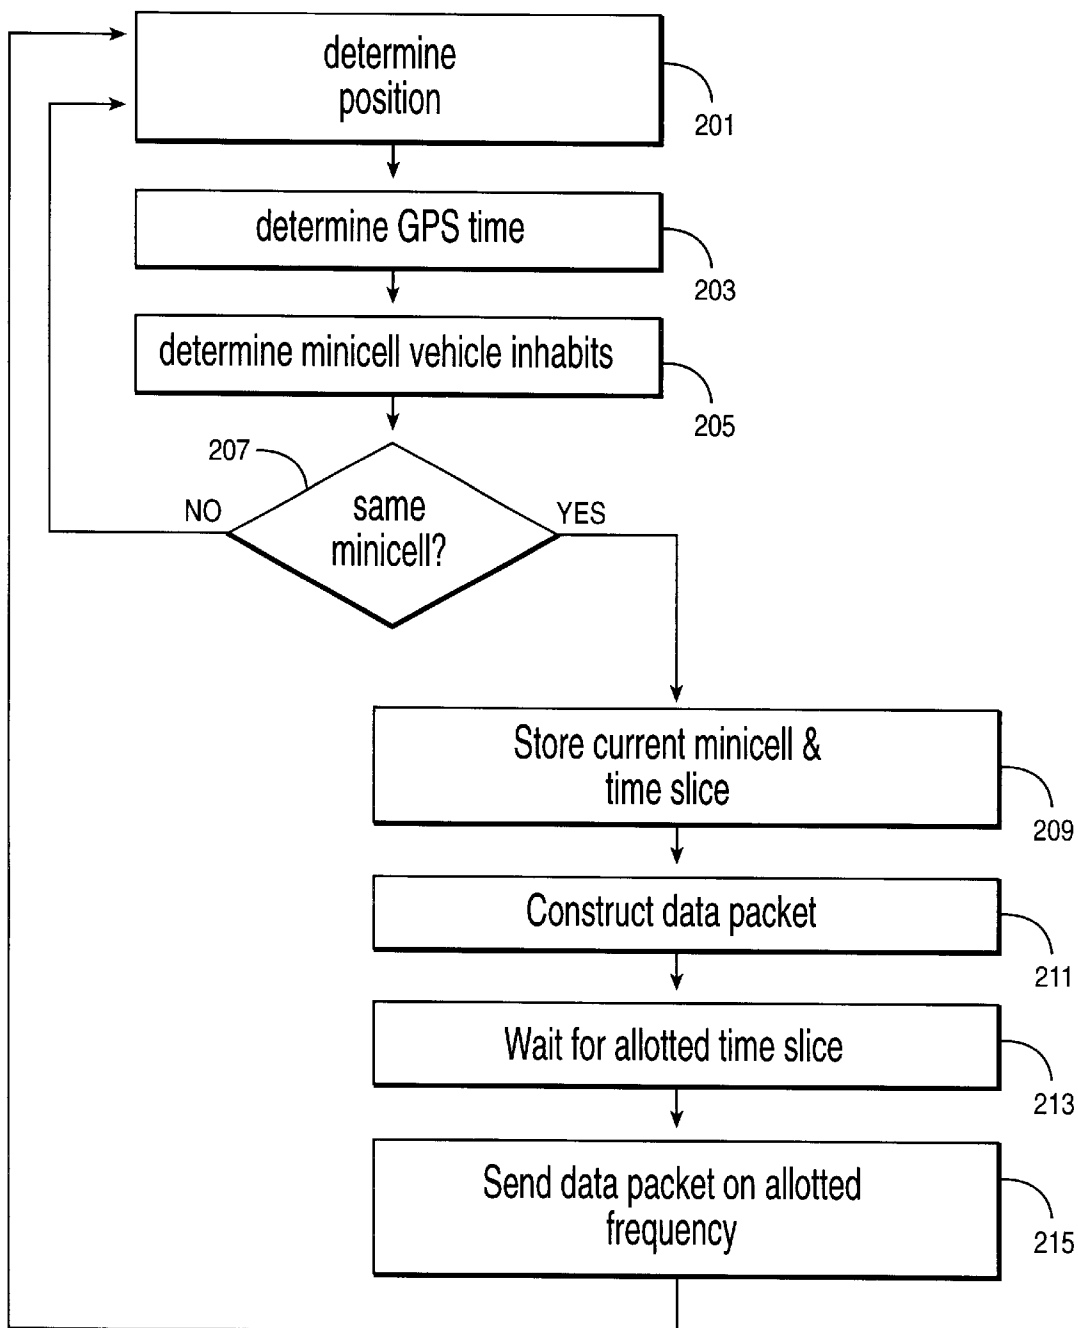 determine
position
201
determine GPS time
203
determine minicell vehicle inhabits
205
207
NO
same
minicell?
YES
Store current minicell &
time slice
209
Construct data packet
211
Wait for allotted time slice
213
Send data packet on allotted
frequency
215